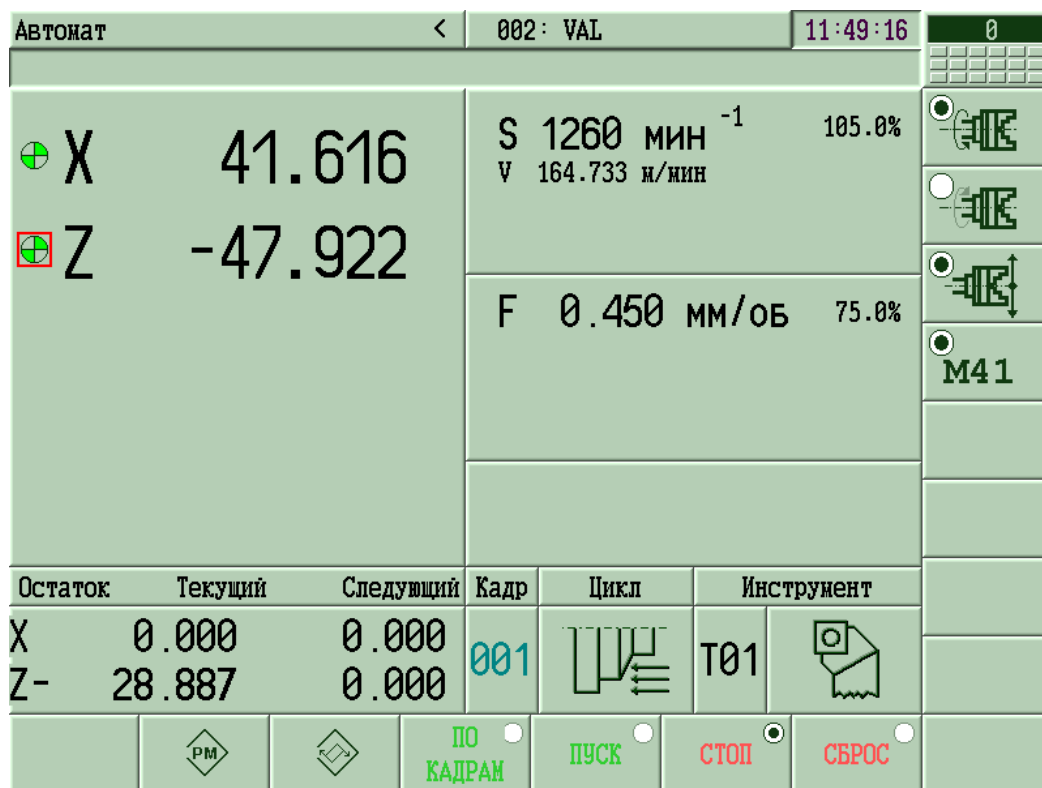 Автомат < 002: VAL 11:49:16 0
X 41.616
Z -47.922
S 1260 мин -1 105.0%
V 164.733 м/мин
F 0.450 мм/об 75.0%
M41
Остаток Текущий Следующий Кадр Цикл Инструмент
X 0.000 0.000
Z- 28.887 0.000
001 T01
РМ
ПО
КАДРАМ
ПУСК
СТОП
СБРОС